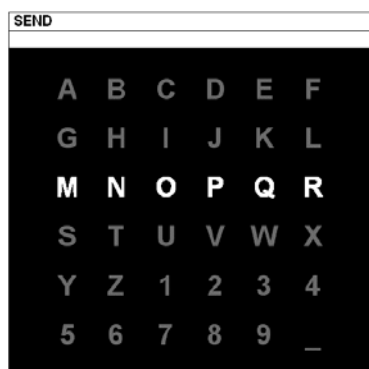 SEND
A B C D E F
G H I J K L
M N O P Q R
S T U V W X
Y Z 1 2 3 4
5 6 7 8 9 _